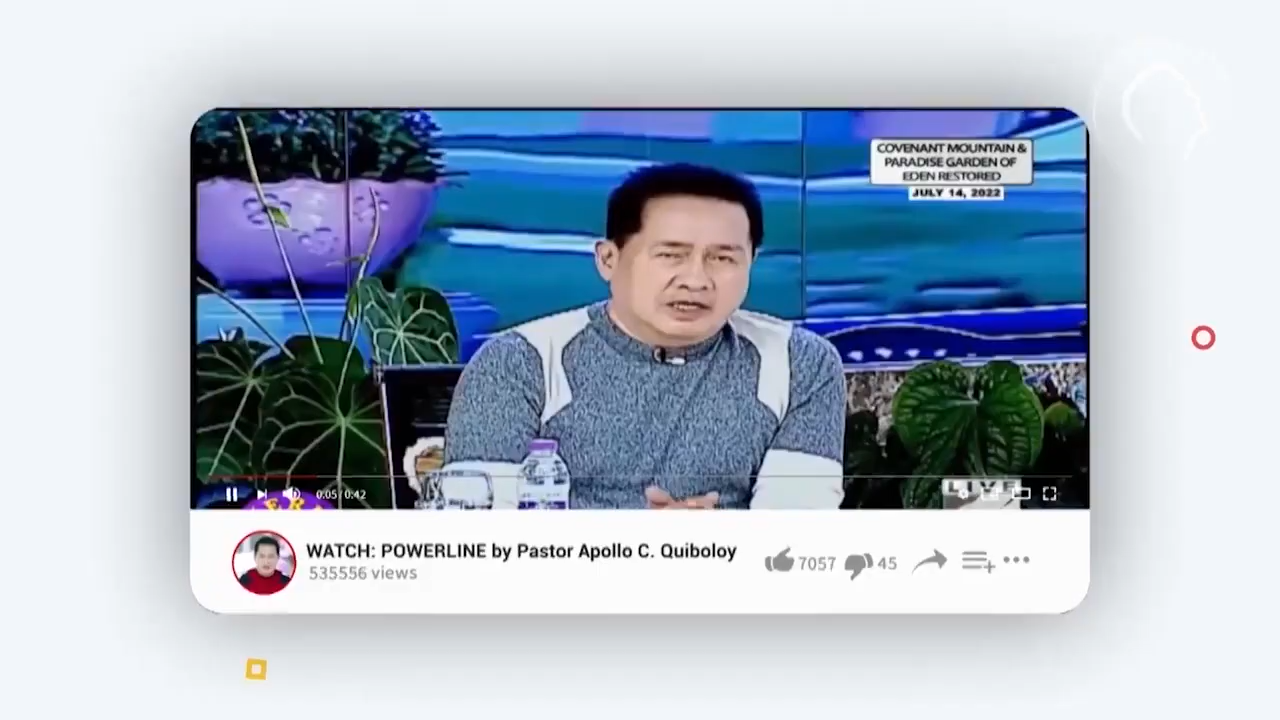 COVENANT MOUNTAIN &
PARADISE GARDEN OF
EDEN RESTORED
JULY 14, 2022
0:05/0:42
LIVE
WATCH: POWERLINE by Pastor Apollo C. Quiboloy
535556 views
7057
45